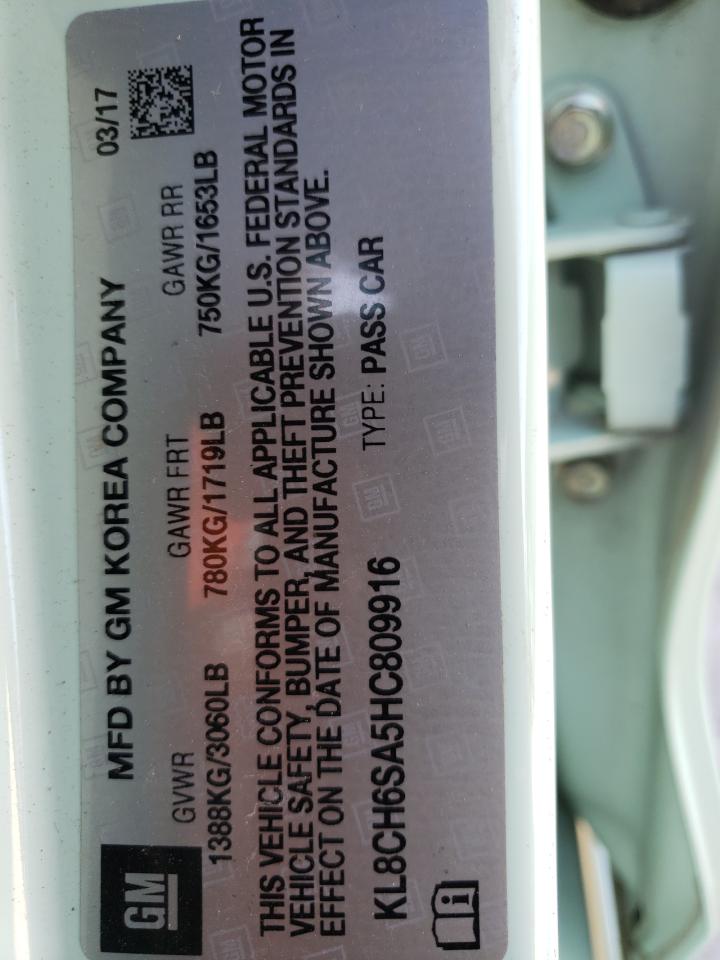 MFD BY GM KOREA COMPANY 03/17
GM
GVWR GAWR FRT GAWR RR
1388KG/3060LB 780KG/1719LB 750KG/1653LB
THIS VEHICLE CONFORMS TO ALL APPLICABLE U.S. FEDERAL MOTOR
VEHICLE SAFETY, BUMPER, AND THEFT PREVENTION STANDARDS IN
EFFECT ON THE DATE OF MANUFACTURE SHOWN ABOVE.
KL8CH6SA5HC809916 TYPE: PASS CAR